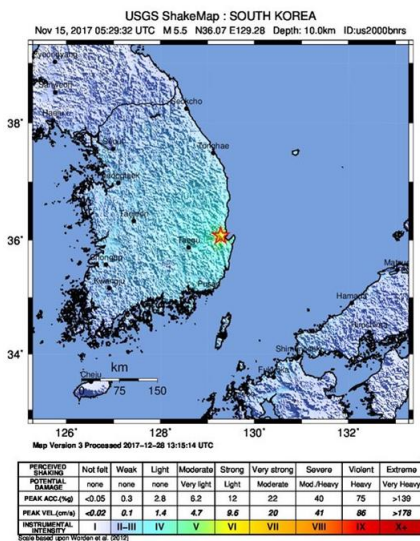 USGS ShakeMap : SOUTH KOREA
Nov 15, 2017 05:29:32 UTC M 5.5 N36.07 E129.28 Depth: 10.0km ID:us2000bnrs
Sokcho
38°
Tonghae
Taejon
36°
Taegu
Kwangju
Hamada
34°
km
Cheju
0 75 150
126° 128° 130° 132°
Map Version 3 Processed 2017-12-28 13:15:14 UTC
PERCEIVED SHAKING Not felt Weak Light Moderate Strong Very strong Severe Violent Extreme
POTENTIAL DAMAGE none none none Very light Light Moderate Mod./Heavy Heavy Very Heavy
PEAK ACC.(%g) <0.05 0.3 2.8 6.2 12 22 40 75 >139
PEAK VEL.(cm/s) <0.02 0.1 1.4 4.7 9.6 20 41 86 >178
INSTRUMENTAL INTENSITY I II-III IV V VI VII VIII IX X+
Scale based upon Worden et al. (2012)